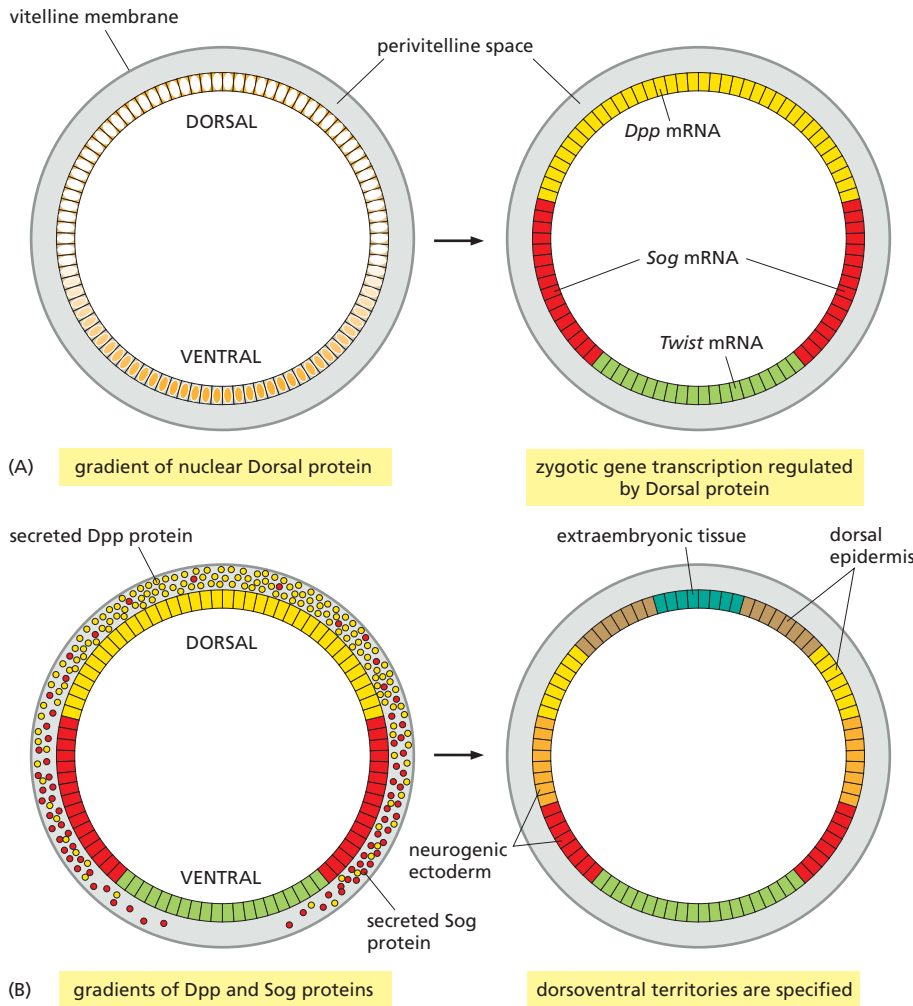 vitelline membrane
perivitelline space
DORSAL
Dpp mRNA
Sog mRNA
VENTRAL
Twist mRNA
(A)
gradient of nuclear Dorsal protein
zygotic gene transcription regulated
by Dorsal protein
secreted Dpp protein
extraembryonic tissue
dorsal
epidermis
DORSAL
neurogenic
ectoderm
VENTRAL
secreted Sog
protein
(B)
gradients of Dpp and Sog proteins
dorsoventral territories are specified